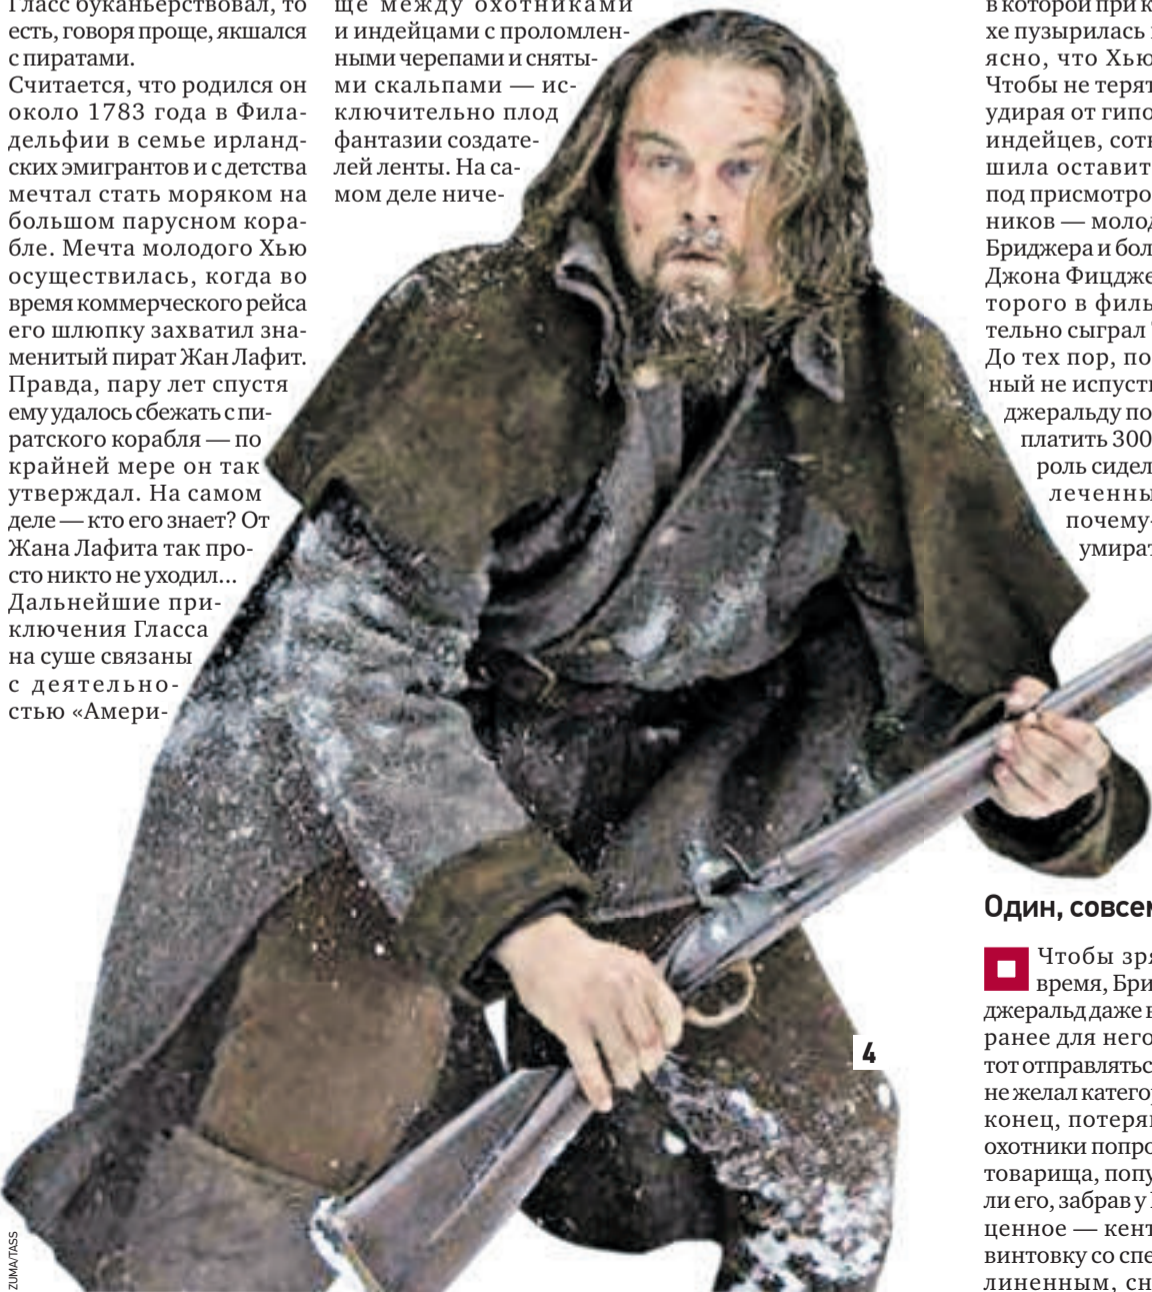 Гласс буканьерствовал, то
есть, говоря проще, якшался
с пиратами.
Считается, что родился он
около 1783 года в Фила-
дельфии в семье ирланд-
ских эмигрантов и с детства
мечтал стать моряком на
большом парусном кора-
бле. Мечта молодого Хью
осуществилась, когда во
время коммерческого рейса
его шлюпку захватил зна-
менитый пират Жан Лафит.
Правда, пару лет спустя
ему удалось сбежать с пи-
ратского корабля — по
крайней мере он так
утверждал. На самом
деле — кто его знает? От
Жана Лафита так про-
сто никто не уходил...
Дальнейшие при-
ключения Гласса
на суше связаны
с деятельно-
стью «Амери-
ще между охотниками
и индейцами с проломлен-
ными черепами и сняты-
ми скальпами — ис-
ключительно плод
фантазии создате-
лей ленты. На са-
мом деле ниче-
в которой при к
хе пузырилась
ясно, что Хью
Чтобы не терят
удирая от гипо
индейцев, сотн
шила оставит
под присмотро
ников — молод
Бриджера и бол
Джона Фицдже
торого в филь
тельно сыграл
До тех пор, по
ный не испуст
джеральду по
платить 300
роль сидел
леченны
почему-
умират
Один, совсем
Чтобы зря
время, Бри
джеральд даже в
ранее для него
тот отправлятьс
не желал катего
конец, потеря
охотники попро
товарища, попу
ли его, забрав у
ценное — кент
винтовку со спе
линенным, сн
4
ZUMA/TASS